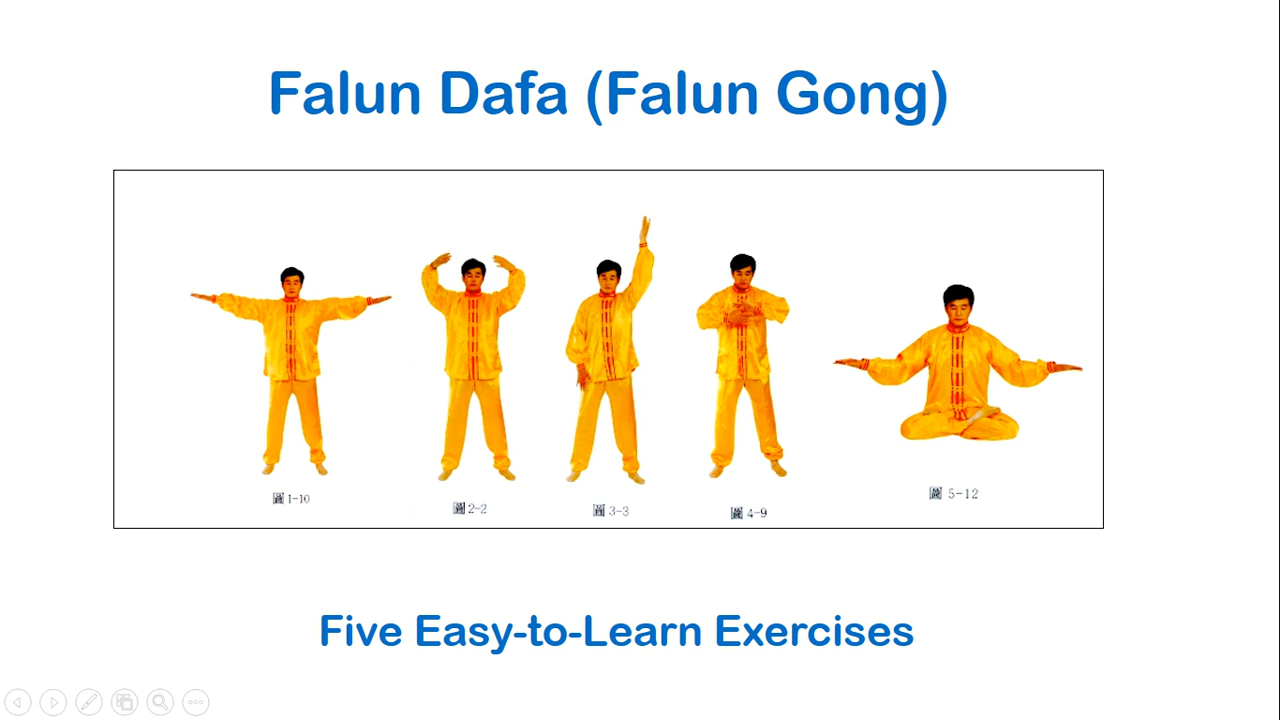 Falun Dafa (Falun Gong)
圖 1-10
圖 2-2
圖 3-3
圖 4-9
圖 5-12
Five Easy-to-Learn Exercises